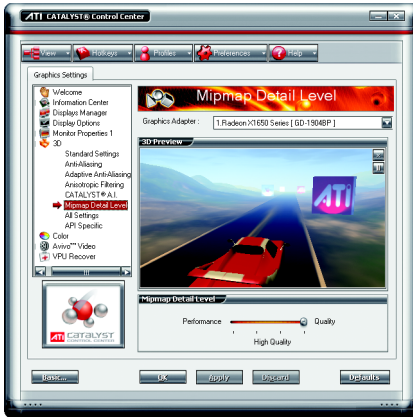 ATI CATALYST® Control Center
View Hotkeys Profiles Preferences Help
Graphics Settings
Welcome
Information Center
Displays Manager
Display Options
Monitor Properties 1
3D
Standard Settings
Anti-Aliasing
Adaptive Anti-Aliasing
Anisotropic Filtering
CATALYST® A.I.
Mipmap Detail Level
All Settings
API Specific
Color
Avivo™ Video
VPU Recover
ATI CATALYST
CONTROL CENTER
Mipmap Detail Level
Graphics Adapter :
1.Radeon X1650 Series [ GD-1904BP ]
3D Preview
ATI
Mipmap Detail Level
Performance Quality
High Quality
Basic... OK Apply Discard Defaults